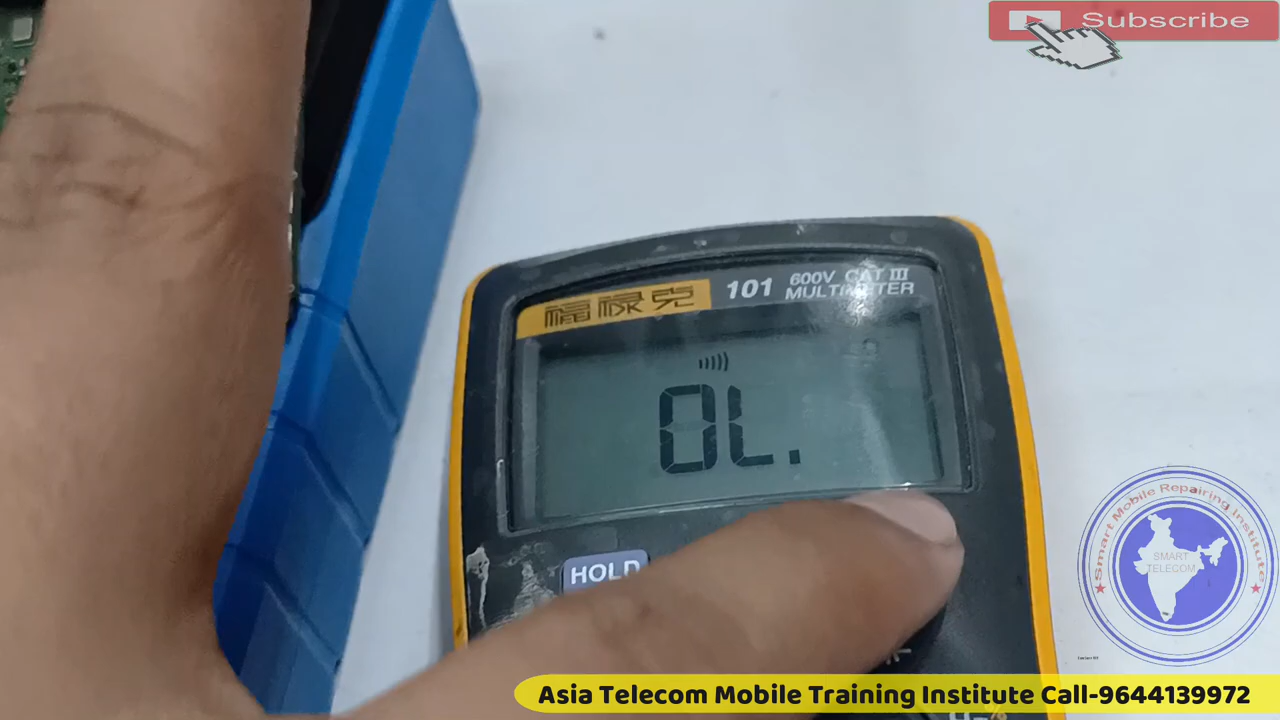 Subscribe
福禄克 101 600V CAT III
MULTIMETER
OL.
HOLD
Smart Mobile Repairing Institute
SMART
TELECOM
Asia Telecom Mobile Training Institute Call-9644139972